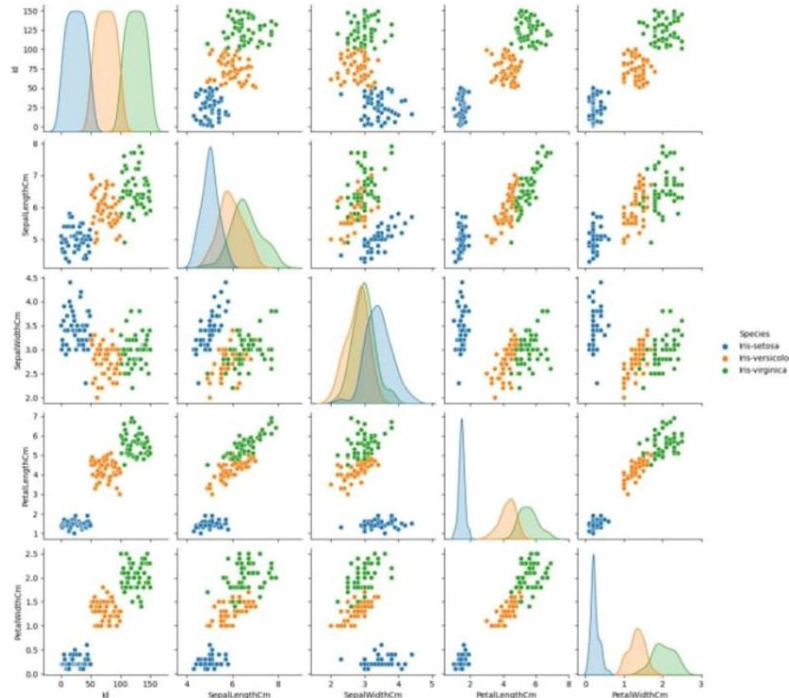 150
125
100
75
50
25
0
Id
8
7
6
5
SepalLengthCm
4.5
4.0
3.5
3.0
2.5
2.0
SepalWidthCm
Species
Iris-setosa
Iris-versicolo
Iris-virginica
7
6
5
4
3
2
1
PetalLengthCm
2.5
2.0
1.5
1.0
0.5
0.0
PetalWidthCm
0 50 100 150
Id
4 6 8
SepalLengthCm
2 3 4 5
SepalWidthCm
0 2 4 6 8
PetalLengthCm
0 1 2 3
PetalWidthCm